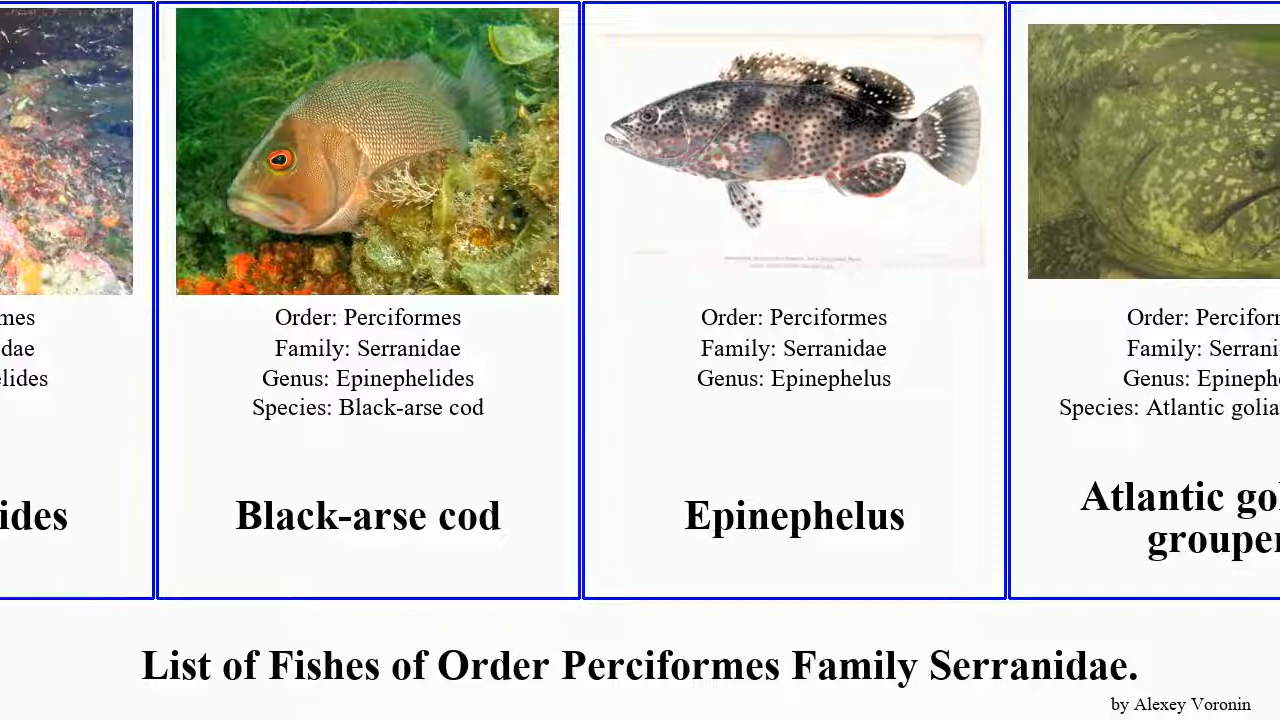 mes
dae
elides
ides
Order: Perciformes
Family: Serranidae
Genus: Epinephelides
Species: Black-arse cod
Black-arse cod
Order: Perciformes
Family: Serranidae
Genus: Epinephelus
Epinephelus
Order: Percifor
Family: Serrani
Genus: Epineph
Species: Atlantic golia
Atlantic go
grouper
List of Fishes of Order Perciformes Family Serranidae.
by Alexey Voronin